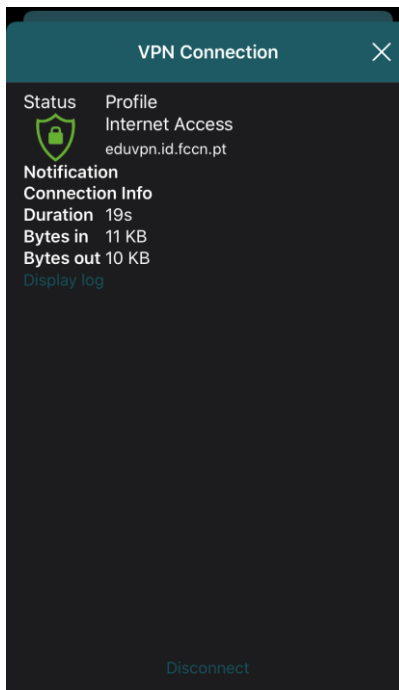 VPN Connection
Status Profile
Internet Access
eduvpn.id.fccn.pt
Notification
Connection Info
Duration 19s
Bytes in 11 KB
Bytes out 10 KB
Display log
Disconnect